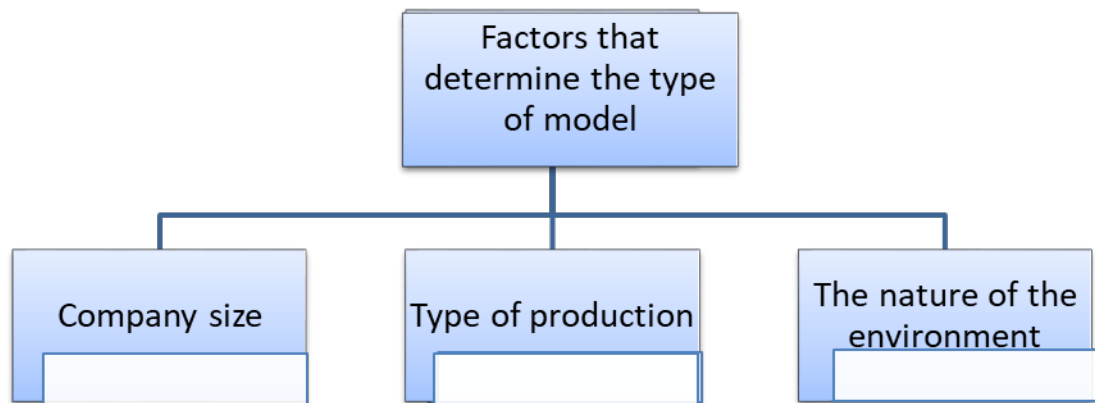 Factors that
determine the type
of model
Company size
Type of production
The nature of the
environment